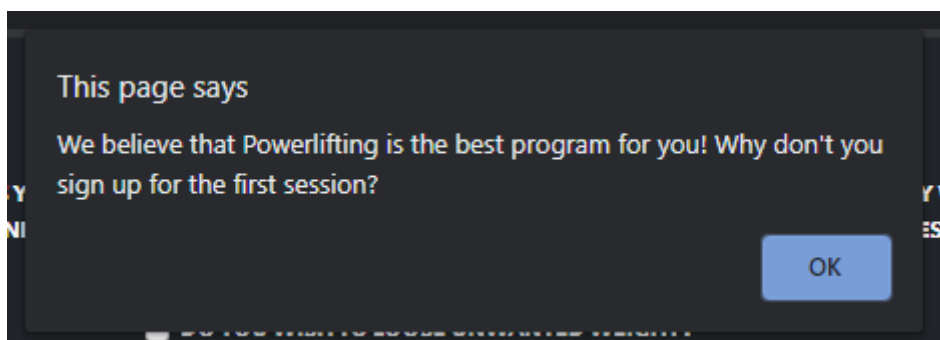 This page says
We believe that Powerlifting is the best program for you! Why don't you
sign up for the first session?
OK